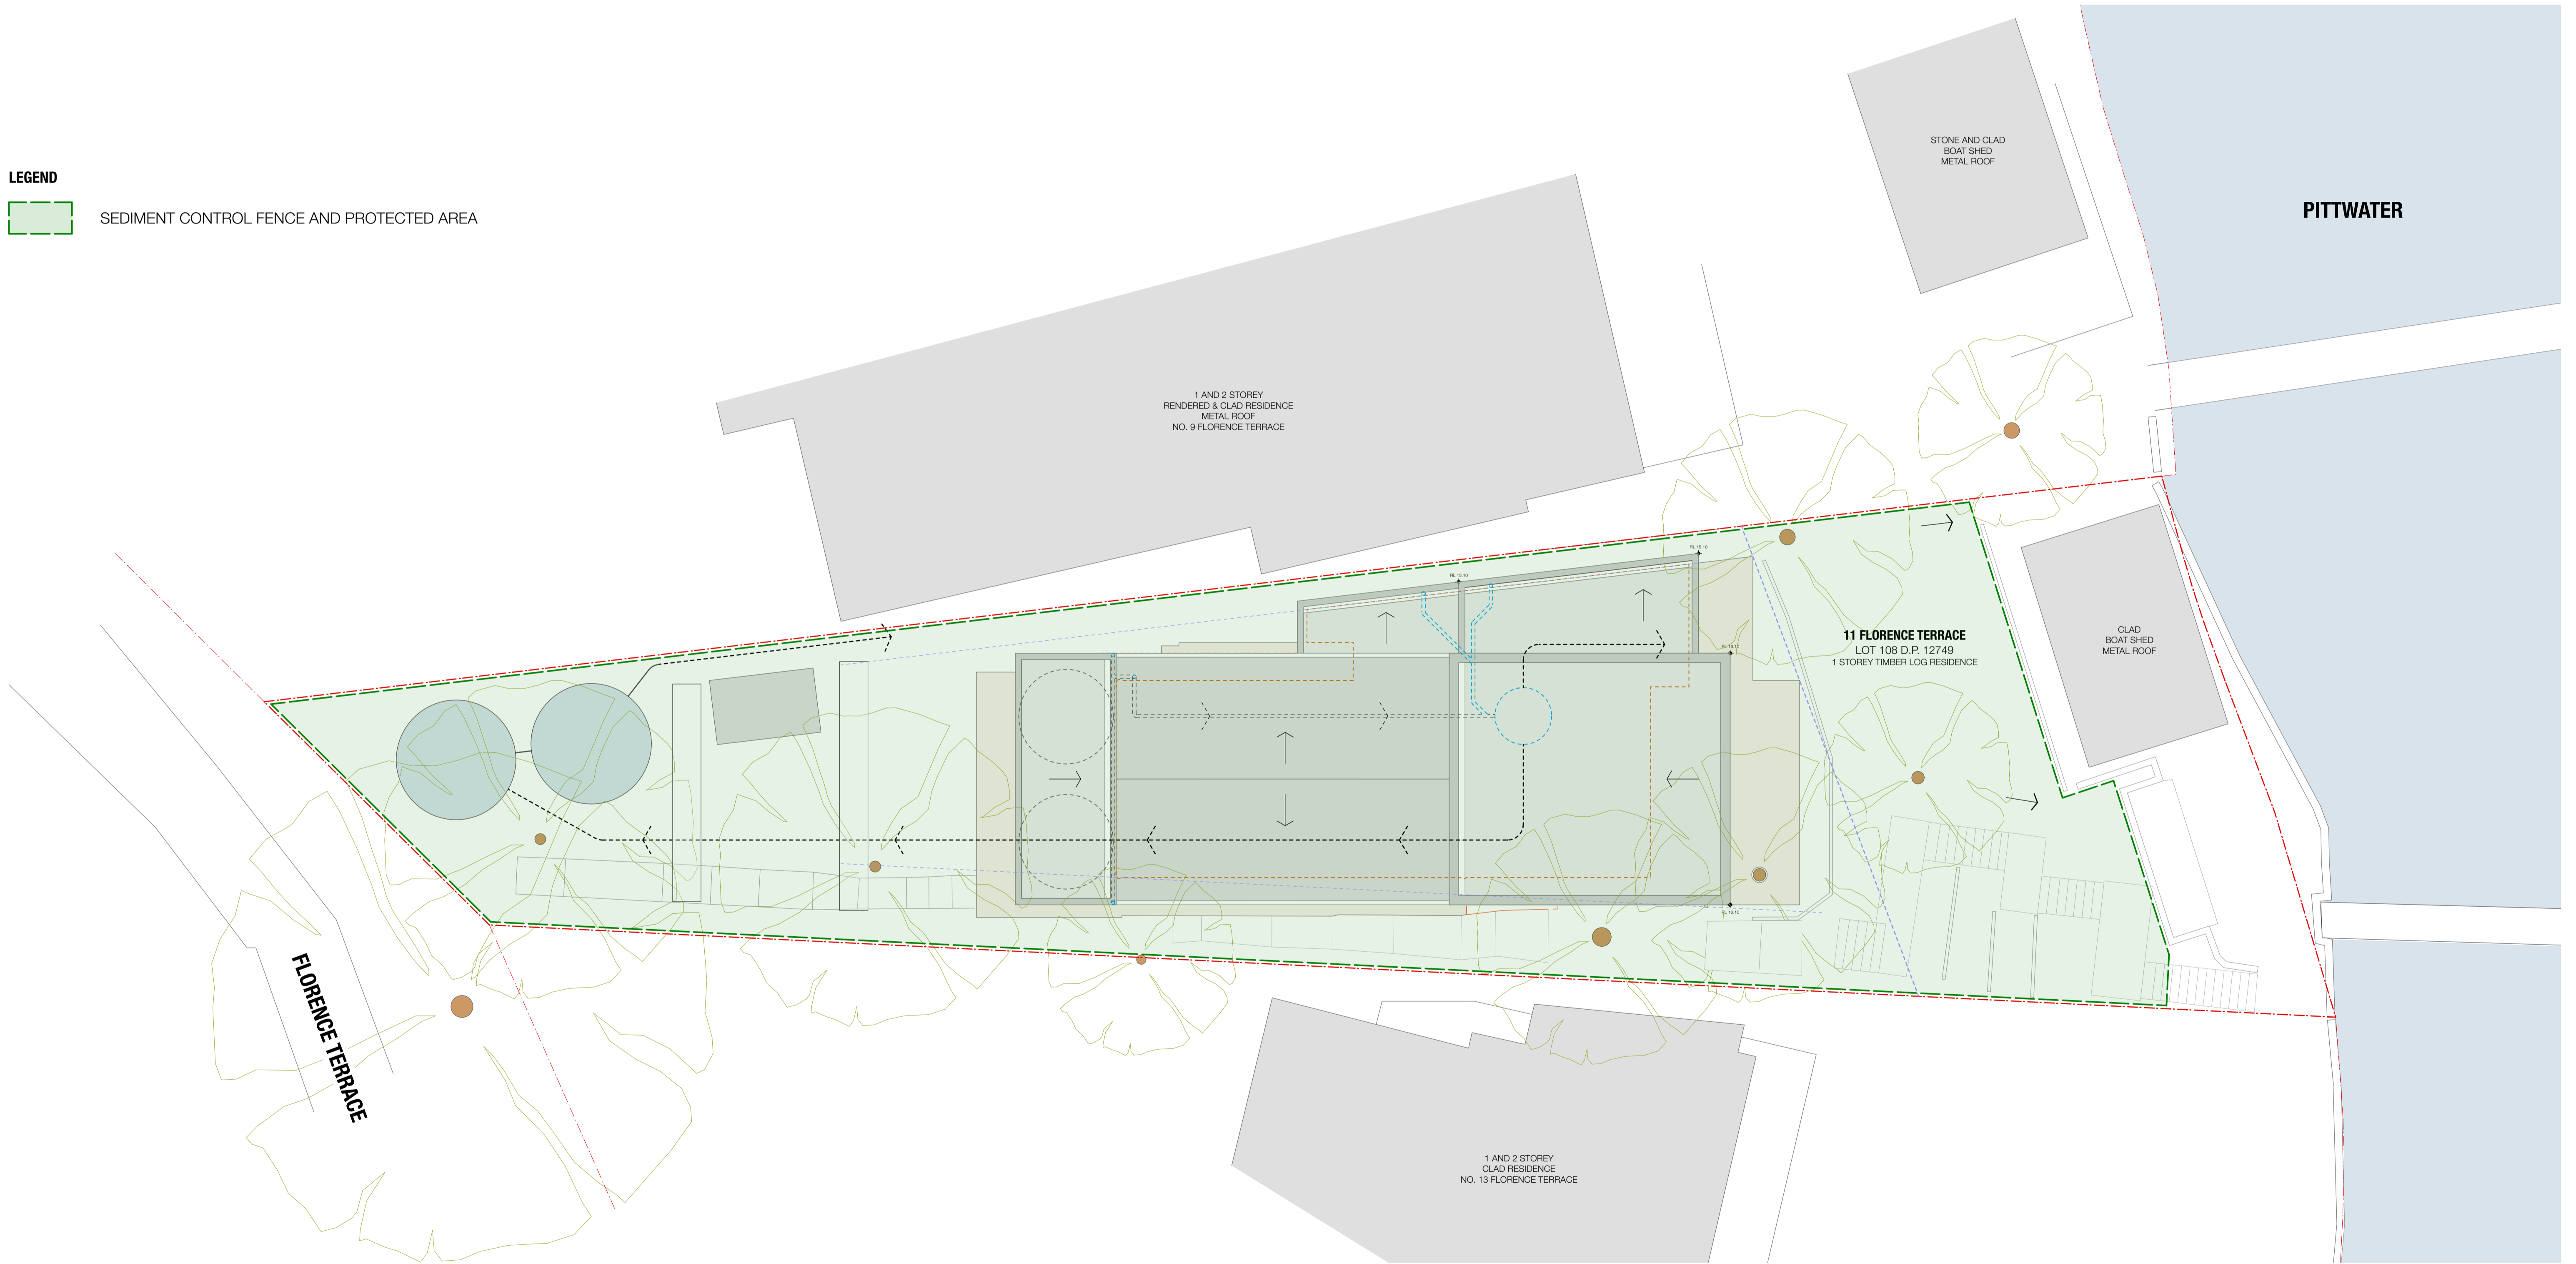 LEGEND
SEDIMENT CONTROL FENCE AND PROTECTED AREA
STONE AND CLAD
BOAT SHED
METAL ROOF
PITTWATER
1 AND 2 STOREY
RENDERED & CLAD RESIDENCE
METAL ROOF
NO. 9 FLORENCE TERRACE
11 FLORENCE TERRACE
LOT 108 D.P. 12749
1 STOREY TIMBER LOG RESIDENCE
CLAD
BOAT SHED
METAL ROOF
FLORENCE TERRACE
1 AND 2 STOREY
CLAD RESIDENCE
NO. 13 FLORENCE TERRACE